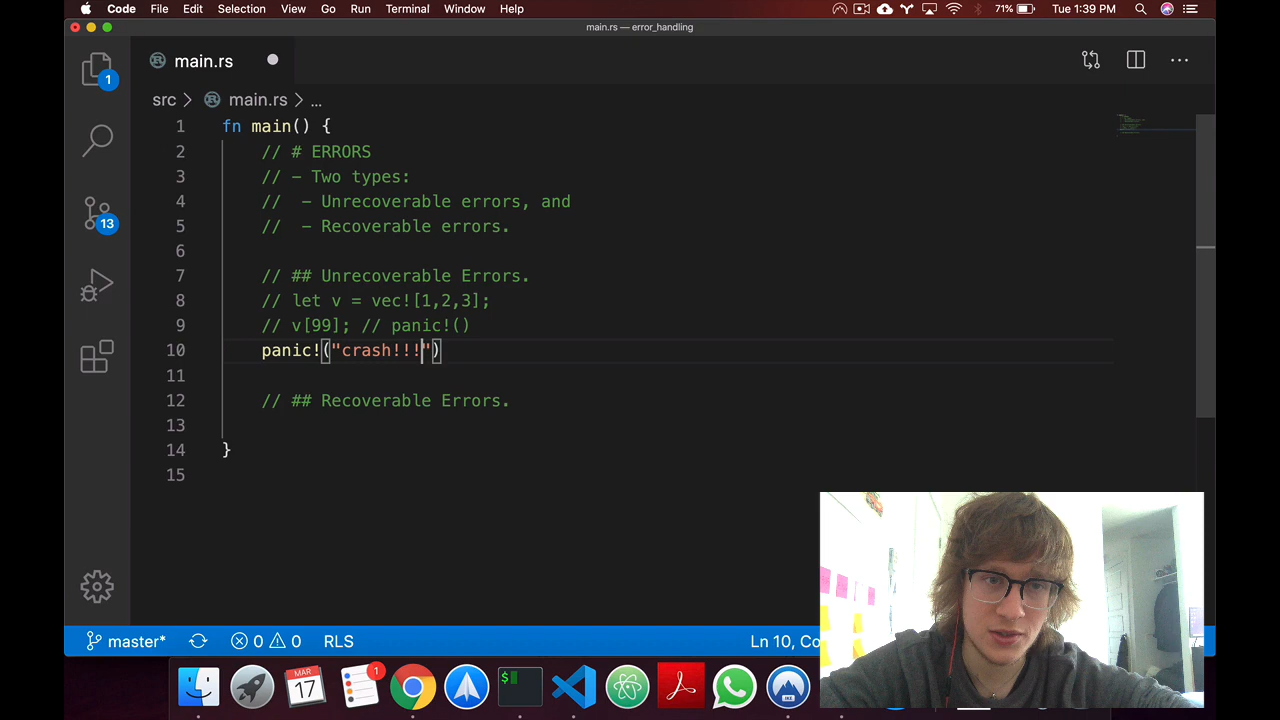 Code File Edit Selection View Go Run Terminal Window Help 71% Tue 1:39 PM
main.rs — error_handling
main.rs
1
src > main.rs > ...
1 fn main() {
2 // # ERRORS
3 // - Two types:
4 //  - Unrecoverable errors, and
5 //  - Recoverable errors.
6
7 // ## Unrecoverable Errors.
8 // let v = vec![1,2,3];
9 // v[99]; // panic!()
10 panic!("crash!!!")
11
12 // ## Recoverable Errors.
13
14 }
15
13
master* 0 0 RLS Ln 10, Co
MAR
17
1
$
IKE